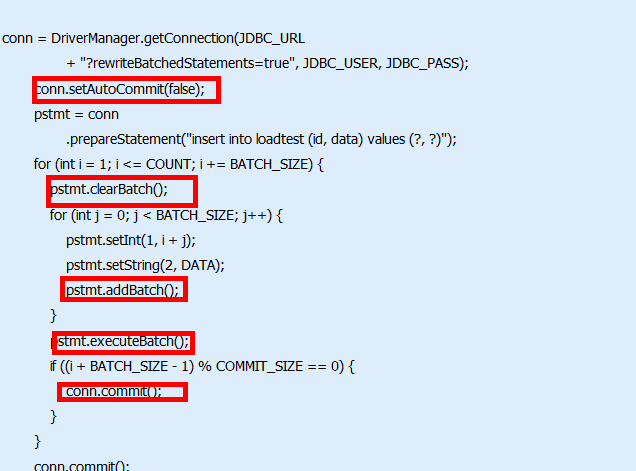 conn = DriverManager.getConnection(JDBC_URL
+ "?rewriteBatchedStatements=true", JDBC_USER, JDBC_PASS);
conn.setAutoCommit(false);
pstmt = conn
.prepareStatement("insert into loadtest (id, data) values (?, ?)");
for (int i = 1; i <= COUNT; i += BATCH_SIZE) {
pstmt.clearBatch();
for (int j = 0; j < BATCH_SIZE; j++) {
pstmt.setInt(1, i + j);
pstmt.setString(2, DATA);
pstmt.addBatch();
}
pstmt.executeBatch();
if ((i + BATCH_SIZE - 1) % COMMIT_SIZE == 0) {
conn.commit();
}
}
conn.commit();